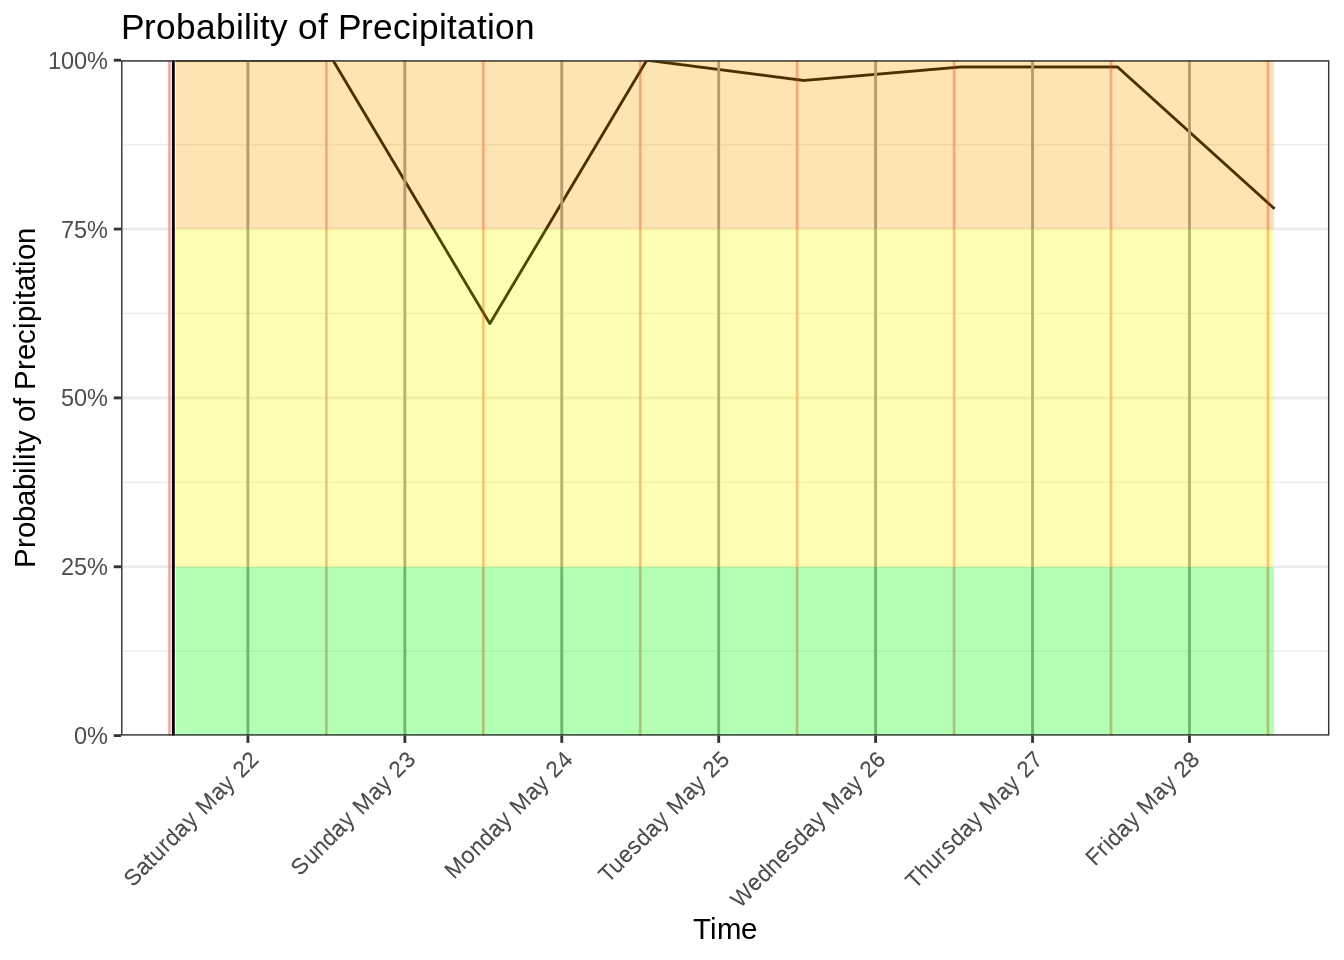 Probability of Precipitation
Probability of Precipitation
100%
75%
50%
25%
0%
Saturday May 22
Sunday May 23
Monday May 24
Tuesday May 25
Wednesday May 26
Thursday May 27
Friday May 28
Time